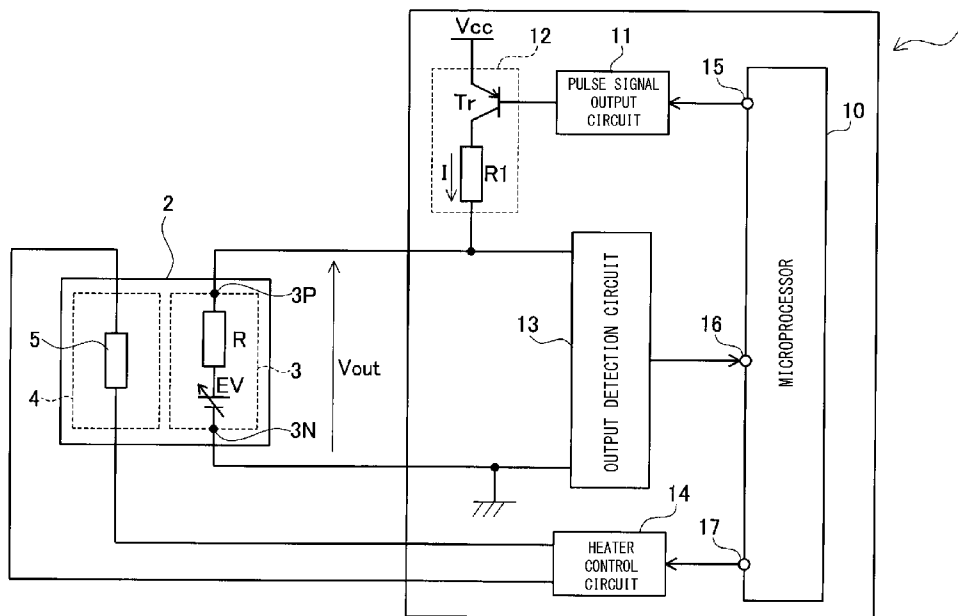 Vcc
12
11
15
PULSE SIGNAL
OUTPUT
CIRCUIT
10
Tr
I
R1
2
3P
5
R
3
4
EV
3N
Vout
13
OUTPUT DETECTION CIRCUIT
16
MICROPROCESSOR
14
17
HEATER
CONTROL
CIRCUIT